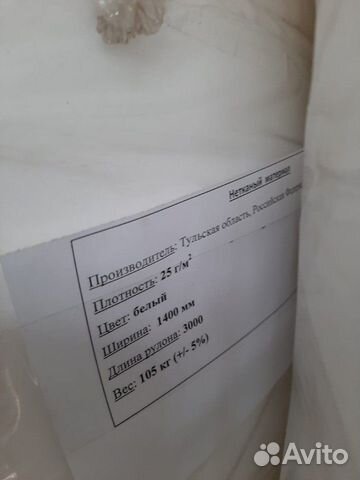 Нетканый материал
Производитель: Тульская область, Российская
Плотность: 25 г/м²
Цвет: белый
Ширина: 1400 мм
Длина рулона: 3000
Вес: 105 кг (+/- 5%)
Avito